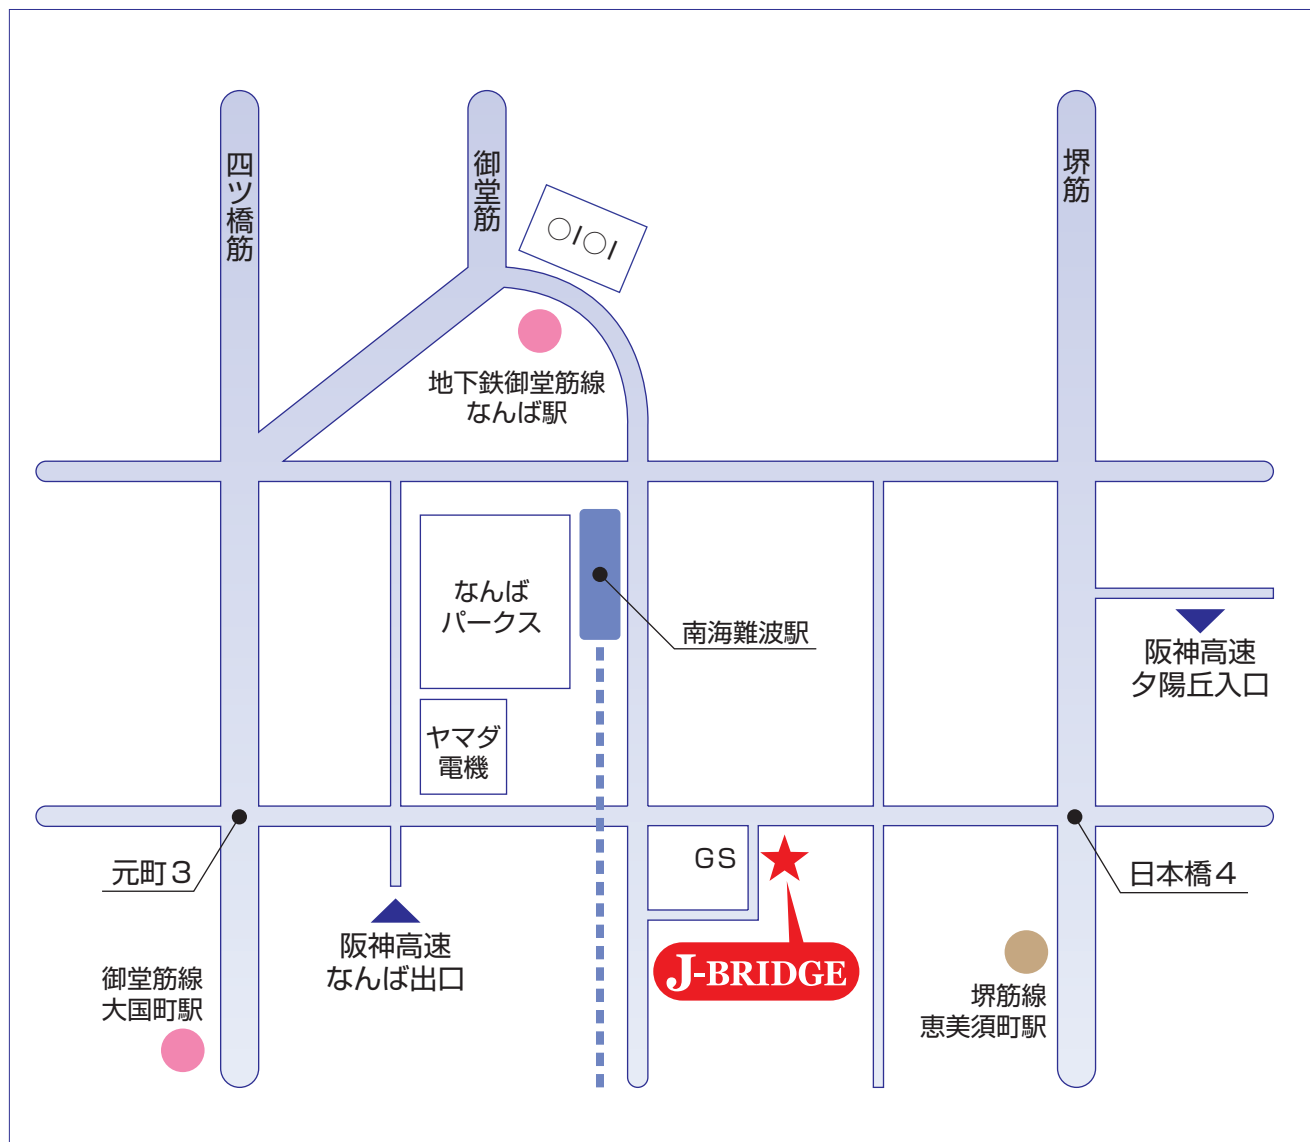 四ツ橋筋
御堂筋
堺筋
○I○I
地下鉄御堂筋線
なんば駅
なんば
パークス
南海難波駅
阪神高速
夕陽丘入口
ヤマダ
電機
GS
元町3
日本橋4
阪神高速
なんば出口
J-BRIDGE
御堂筋線
大国町駅
堺筋線
恵美須町駅